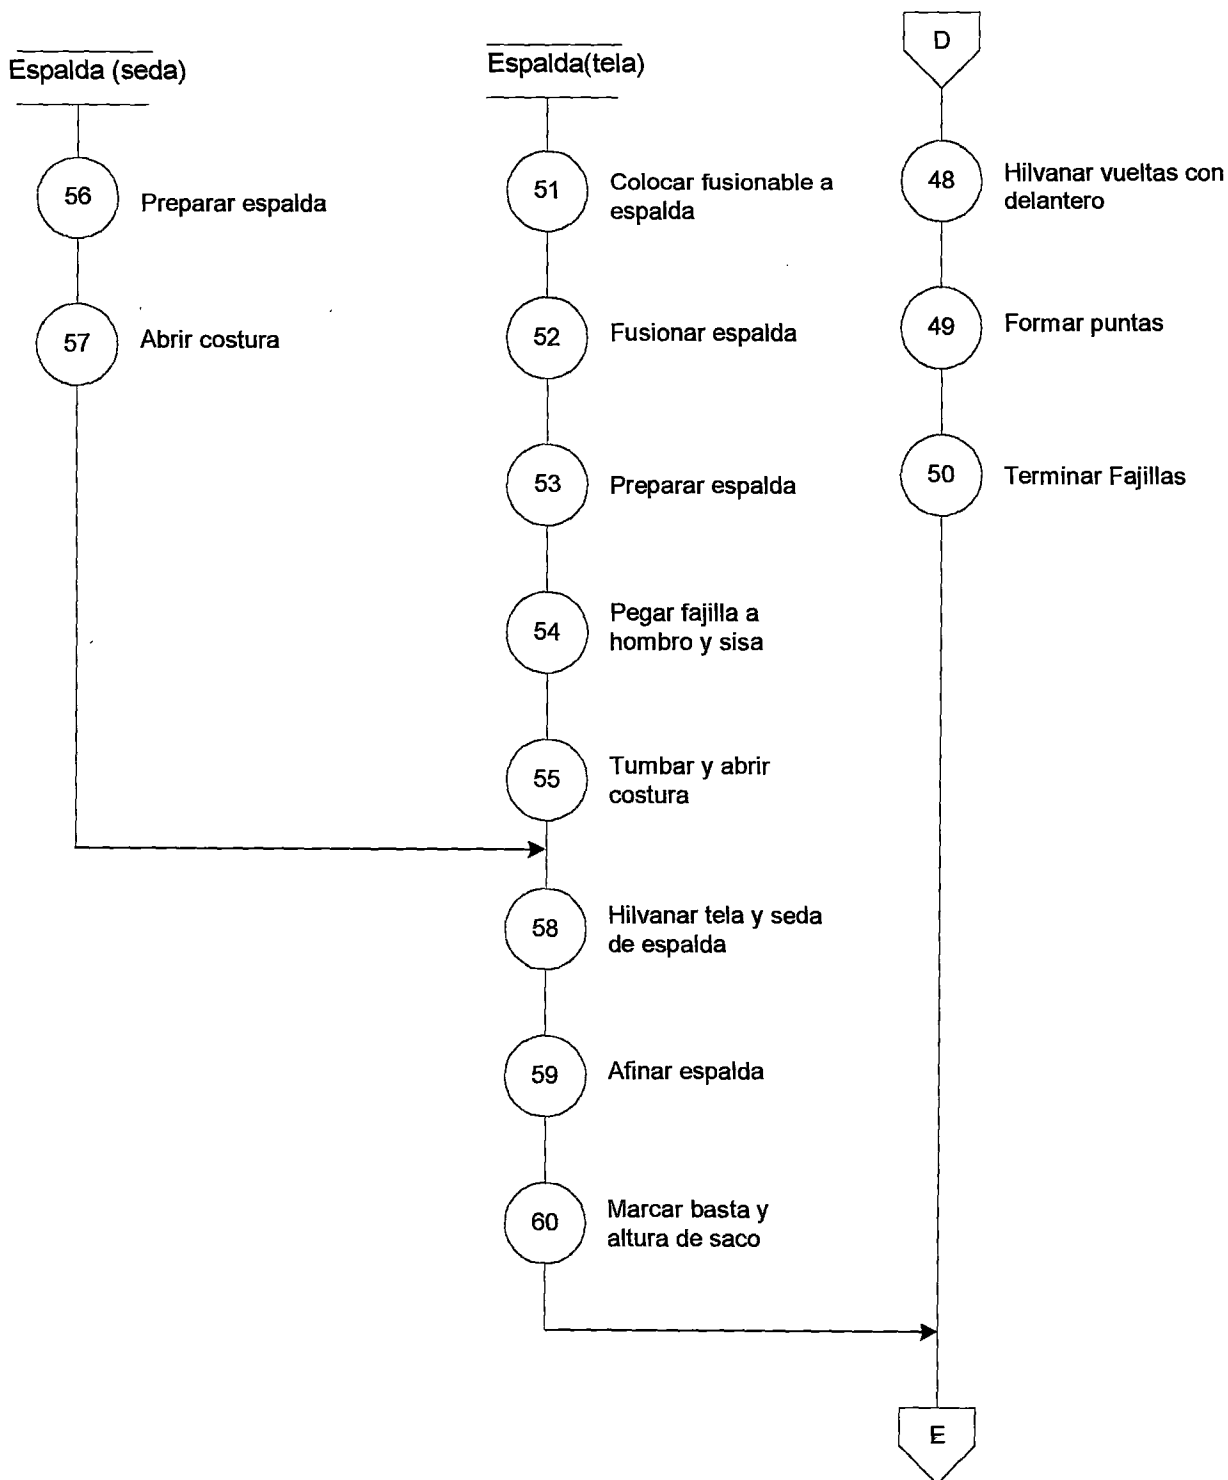 Espalda (seda)
56
Preparar espalda
57
Abrir costura
Espalda(tela)
51
Colocar fusionable a
espalda
52
Fusionar espalda
53
Preparar espalda
54
Pegar fajilla a
hombro y sisa
55
Tumbar y abrir
costura
58
Hilvanar tela y seda
de espalda
59
Afinar espalda
60
Marcar basta y
altura de saco
D
48
Hilvanar vueltas con
delantero
49
Formar puntas
50
Terminar Fajillas
E